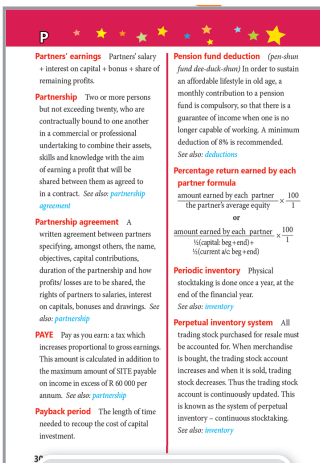 P
Partners' earnings Partners' salary
+ interest on capital + bonus + share of
remaining profits.
Partnership Two or more persons
but not exceeding twenty, who are
contractually bound to one another
in a commercial or professional
undertaking to combine their assets,
skills and knowledge with the aim
of earning a profit that will be
shared between them as agreed to
in a contract. See also: partnership
agreement
Partnership agreement A
written agreement between partners
specifying, amongst others, the name,
objectives, capital contributions,
duration of the partnership and how
profits/ losses are to be shared, the
rights of partners to salaries, interest
on capitals, bonuses and drawings. See
also: partnership
PAYE Pay as you earn: a tax which
increases proportional to gross earnings.
This amount is calculated in addition to
the maximum amount of SITE payable
on income in excess of R 60 000 per
annum. See also: partnership
Payback period The length of time
needed to recoup the cost of capital
investment.
Pension fund deduction (pen-shun
fund dee-duck-shun) In order to sustain
an affordable lifestyle in old age, a
monthly contribution to a pension
fund is compulsory, so that there is a
guarantee of income when one is no
longer capable of working. A minimum
deduction of 8% is recommended.
See also: deductions
Percentage return earned by each
partner formula
amount earned by each partner × 100
the partner's average equity 1
or
amount earned by each partner × 100
½(capital: beg+end)+ 1
½(current a/c: beg+end)
Periodic inventory Physical
stocktaking is done once a year, at the
end of the financial year.
See also: inventory
Perpetual inventory system All
trading stock purchased for resale must
be accounted for. When merchandise
is bought, the trading stock account
increases and when it is sold, trading
stock decreases. Thus the trading stock
account is continuously updated. This
is known as the system of perpetual
inventory – continuous stocktaking.
See also: inventory